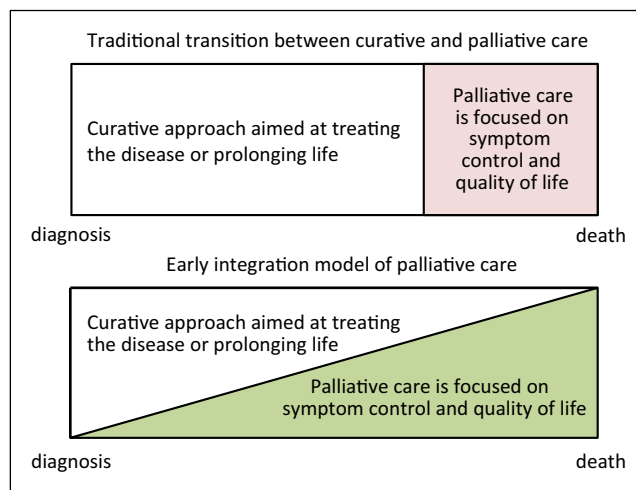 Traditional transition between curative and palliative care
Curative approach aimed at treating
the disease or prolonging life
Palliative care
is focused on
symptom
control and
quality of life
diagnosis
death
Early integration model of palliative care
Curative approach aimed at treating
the disease or prolonging life
Palliative care is focused on
symptom control and quality of life
diagnosis
death